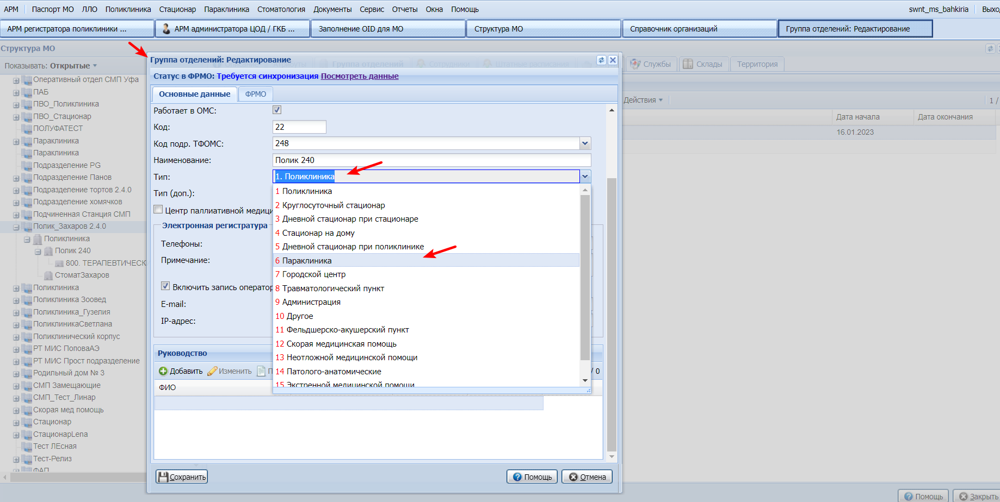 АРМ Паспорт МО ЛЛО Поликлиника Стационар Параклиника Стоматология Документы Сервис Отчеты Окна Помощь swnt_ms_bahkiria
АРМ регистратора поликлиники ... АРМ администратора ЦОД / ГКБ ... Заполнение OID для МО Структура МО Справочник организаций Группа отделений: Редактирование
Структура МО
Показывать: Открытые
Оперативный отдел СМП Уфа
ПАБ
ПВО_Поликлиника
ПВО_Стационар
ПОЛУФАТЕСТ
Параклиника
Параклиника
Подразделение PG
Подразделение Панов
Подразделение тортов 2.4.0
Подразделение хомячков
Подчиненная Станция СМП
Полик_Захаров 2.4.0
Поликлиника
Полик 240
800. ТЕРАПЕВТИЧЕСК
СтоматЗахаров
Поликлиника
Поликлиника Зоовед
Поликлиника_Гузелия
ПоликлиникаСветлана
Поликлинический корпус
РТ МИС ПоповаАЭ
РТ МИС Прост подразделение
Родильный дом № 3
СМП Замещающие
СМП_Тест_Линар
Скорая мед помощь
Стационар
СтационарLena
Тест ЛЕсная
Тест-Релиз
ФАП
Группа отделений: Редактирование
Статус в ФРМО: Требуется синхронизация Посмотреть данные
Основные данные ФРМО
Работает в ОМС:
Код: 22
Код подр. ТФОМС: 248
Наименование: Полик 240
Тип: 1. Поликлиника
Тип (доп.):
Центр паллиативной медици
Электронная регистратура
Телефоны:
Примечание:
Включить запись оператор
E-mail:
IP-адрес:
1 Поликлиника
2 Круглосуточный стационар
3 Дневной стационар при стационаре
4 Стационар на дому
5 Дневной стационар при поликлинике
6 Параклиника
7 Городской центр
8 Травматологический пункт
9 Администрация
10 Другое
11 Фельдшерско-акушерский пункт
12 Скорая медицинская помощь
13 Неотложной медицинской помощи
14 Патолого-анатомические
15 Экстренной медицинской помощи
Руководство
Добавить Изменить П / 0
ФИО
Сохранить Помощь Отмена
Группа отделений Сотрудники Штатные расписания Службы Склады Территория
Действия 1 /
Дата начала Дата окончания
16.01.2023
Помощь Закрыть